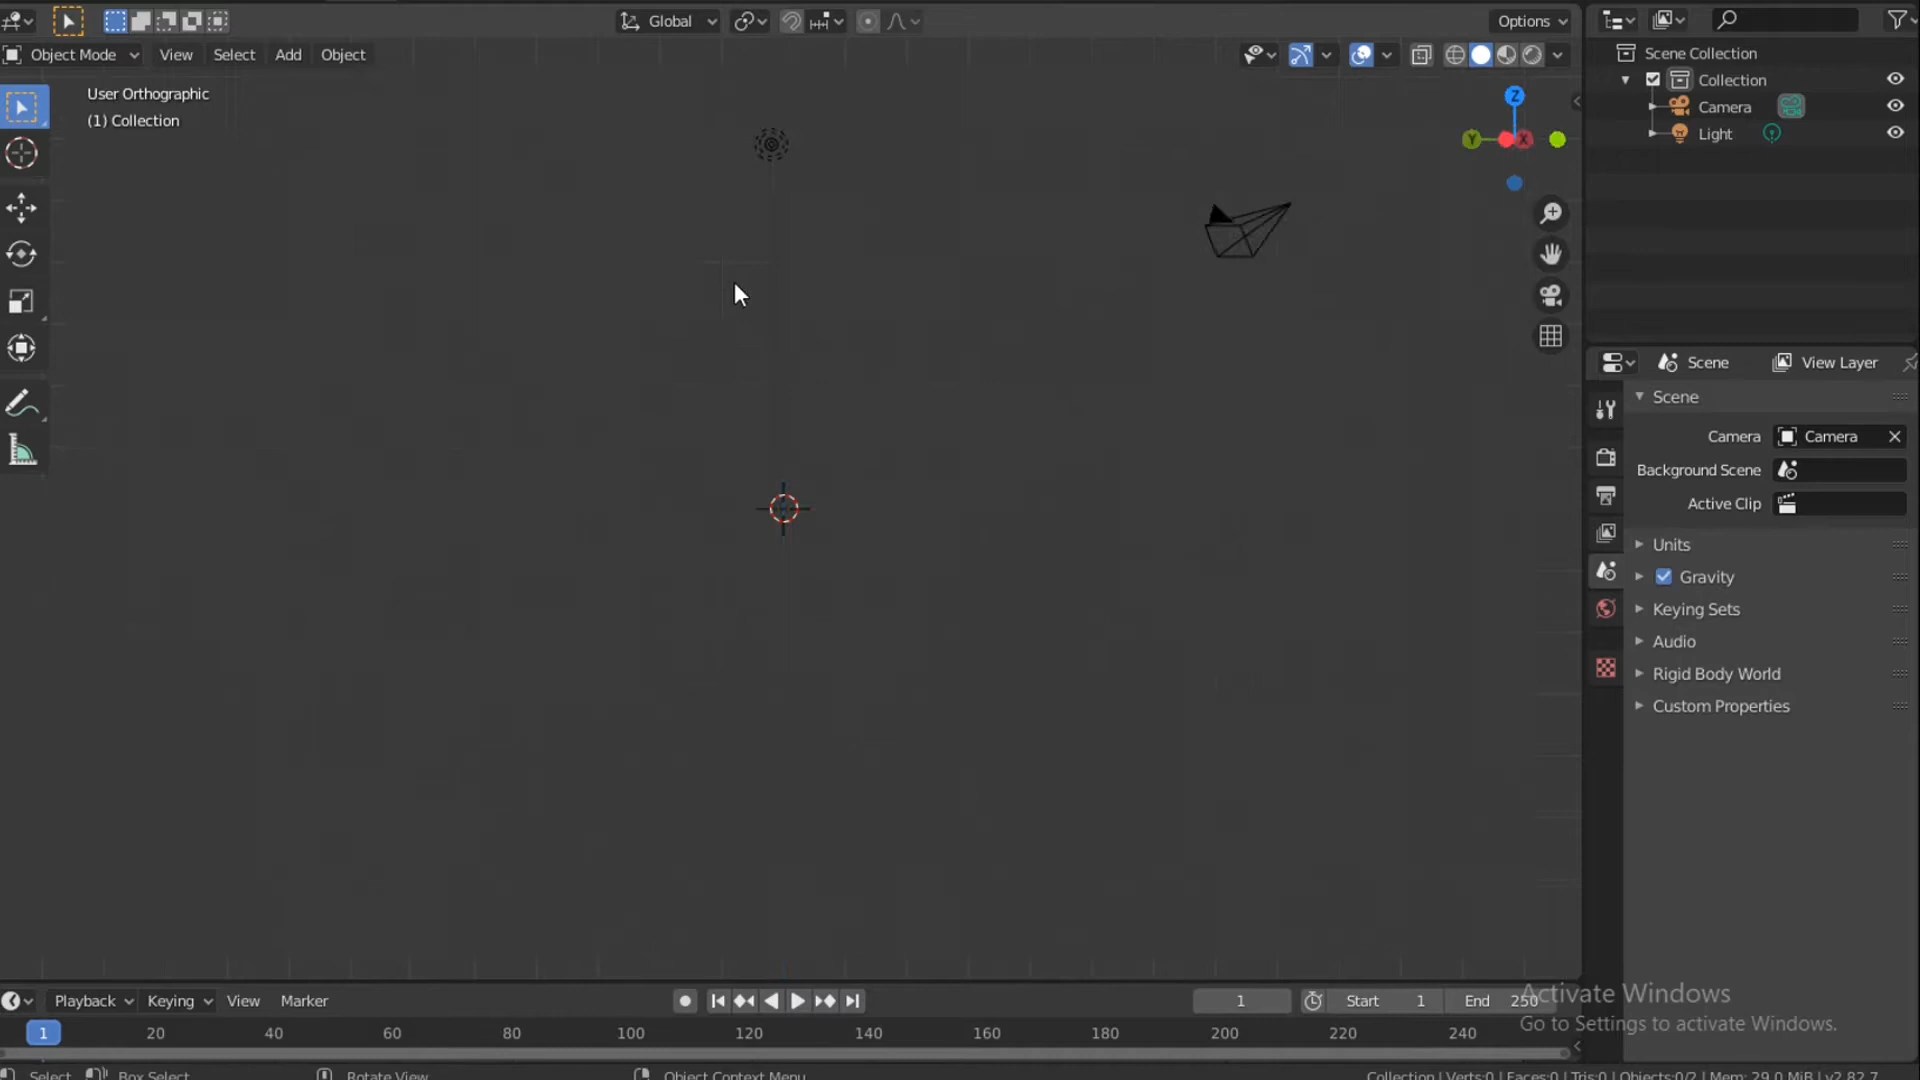 Global
Options
Object Mode View Select Add Object
User Orthographic
(1) Collection
Z
Y
X
Scene Collection
Collection
Camera
Light
Scene View Layer
Scene
Camera Camera
Background Scene
Active Clip
Units
Gravity
Keying Sets
Audio
Rigid Body World
Custom Properties
Activate Windows
Go to Settings to activate Windows.
Playback Keying View Marker
1 Start 1 End 250
1 20 40 60 80 100 120 140 160 180 200 220 240
Select Box Select Rotate View Object Context Menu
Collection | Verts:0 | Faces:0 | Tris:0 | Objects:0/2 | Mem: 29.0 MiB | v2.82.7